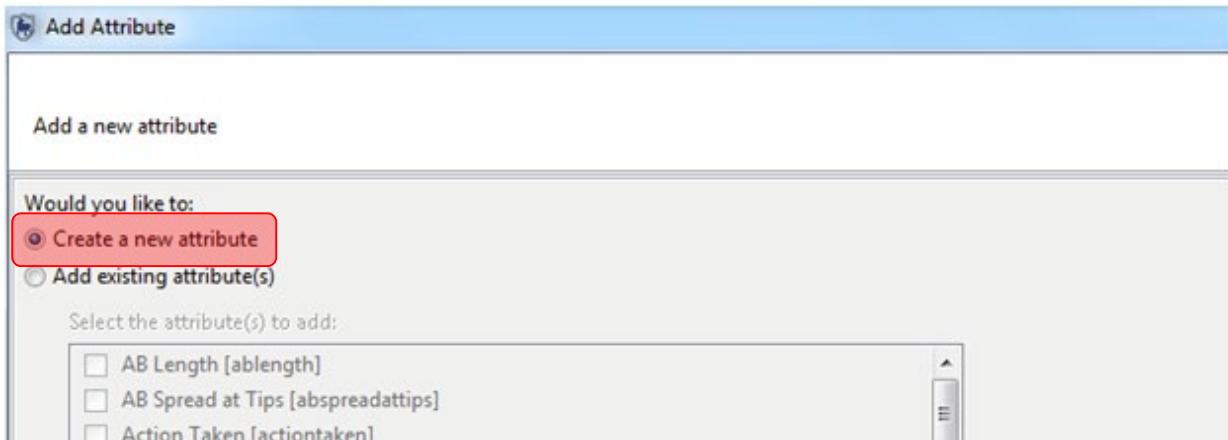 Add Attribute
Add a new attribute
Would you like to:
Create a new attribute
Add existing attribute(s)
Select the attribute(s) to add:
AB Length [ablength]
AB Spread at Tips [abspreadattips]
Action Taken [actiontaken]